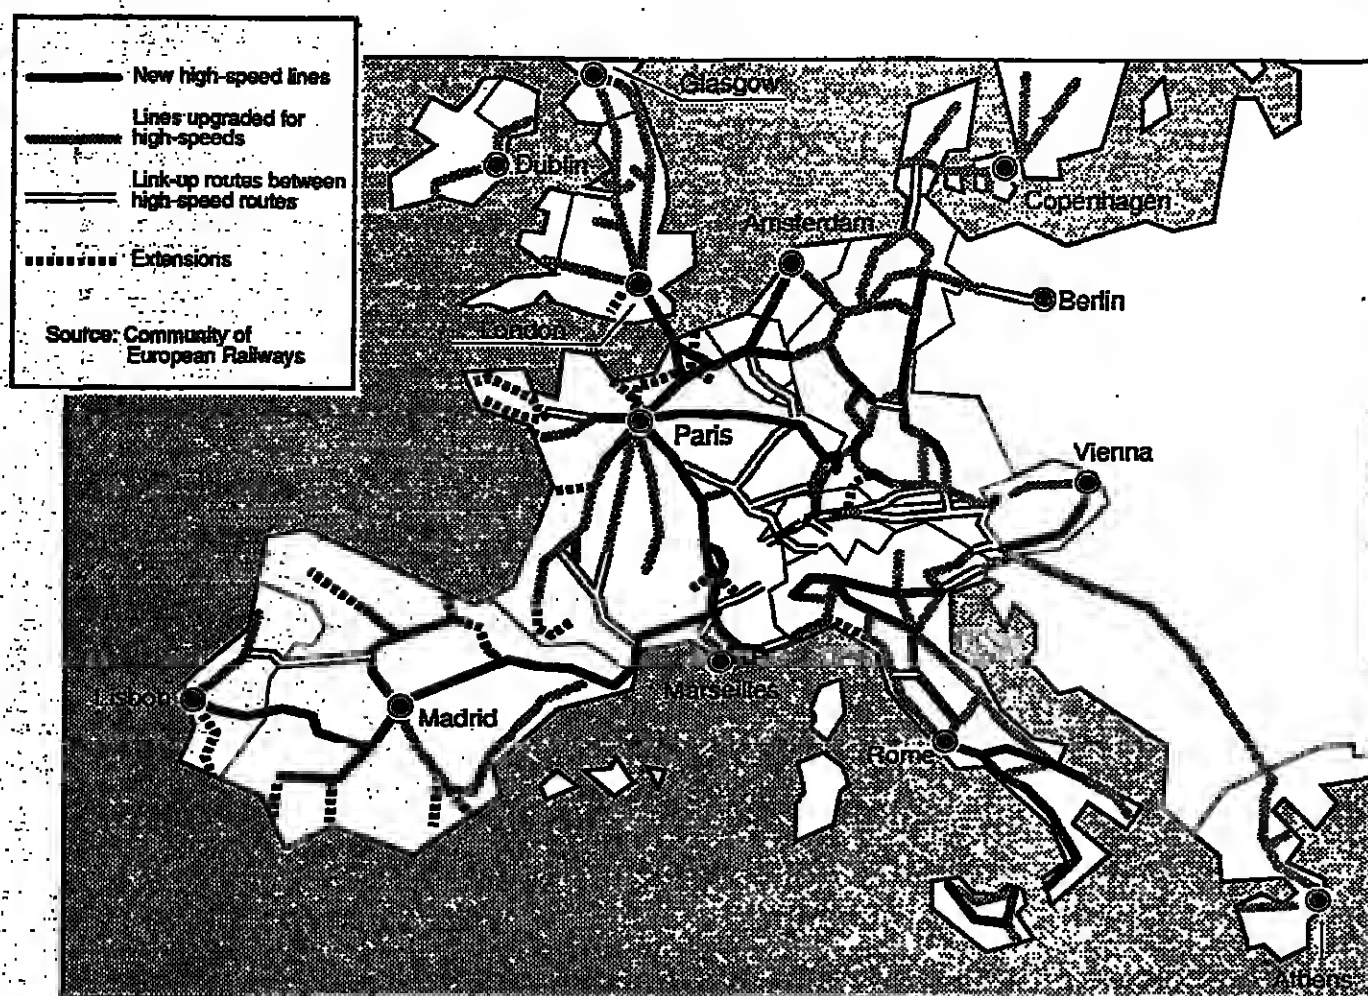 New high-speed lines
Lines upgraded for
high-speeds
Link-up routes between
high-speed routes
Extensions
Source: Community of
European Railways
Glasgow
Dublin
Copenhagen
Amsterdam
Berlin
London
Paris
Vienna
Lisbon
Madrid
Marseilles
Rome
Athens